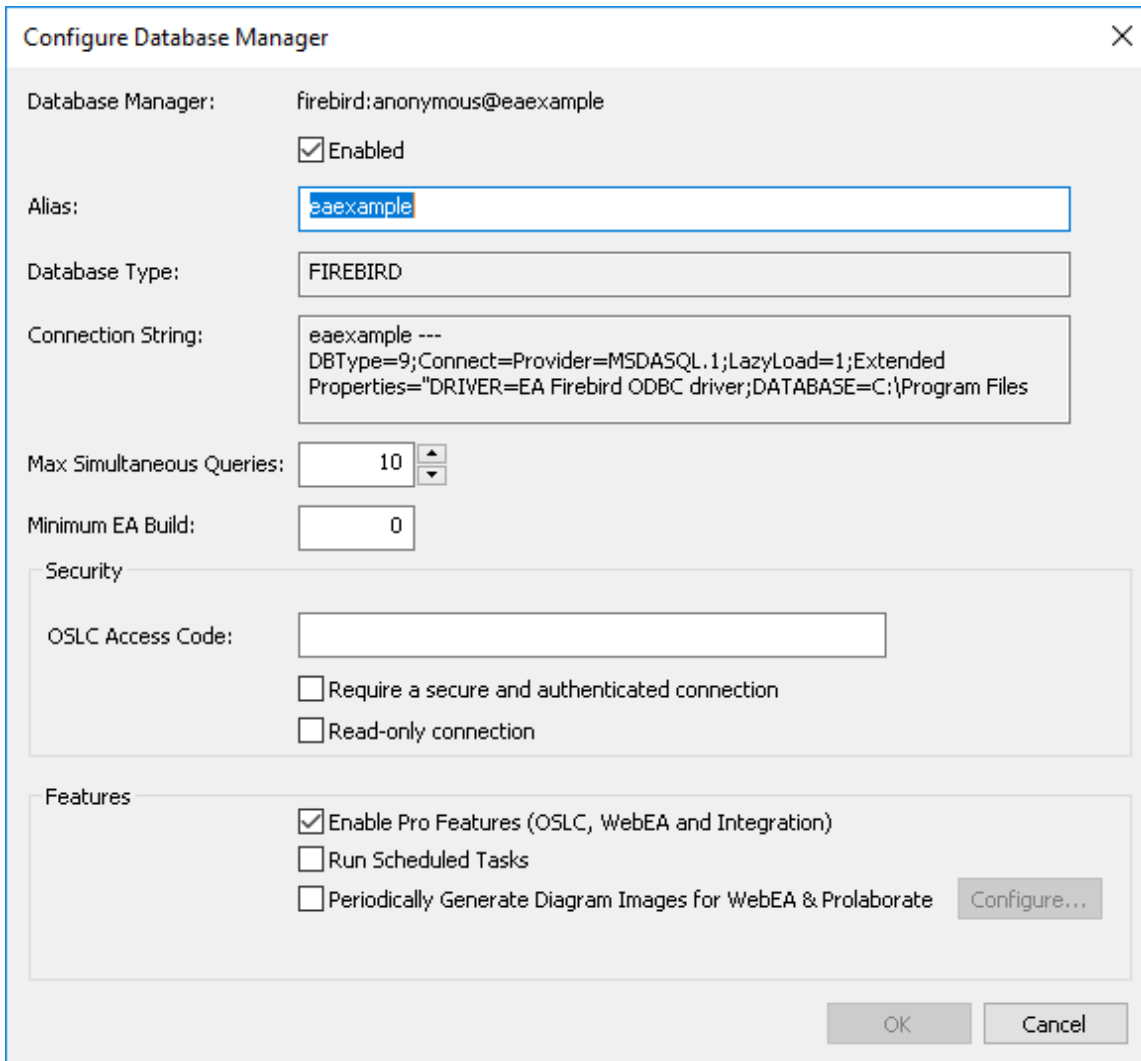 Configure Database Manager
Database Manager: firebird:anonymous@eaexample
Enabled
Alias: eaexample
Database Type: FIREBIRD
Connection String: eaexample ---
DBType=9;Connect=Provider=MSDASQL.1;LazyLoad=1;Extended
Properties="DRIVER=EA Firebird ODBC driver;DATABASE=C:\Program Files
Max Simultaneous Queries: 10
Minimum EA Build: 0
Security
OSLC Access Code:
Require a secure and authenticated connection
Read-only connection
Features
Enable Pro Features (OSLC, WebEA and Integration)
Run Scheduled Tasks
Periodically Generate Diagram Images for WebEA & Prolaborate Configure...
OK Cancel